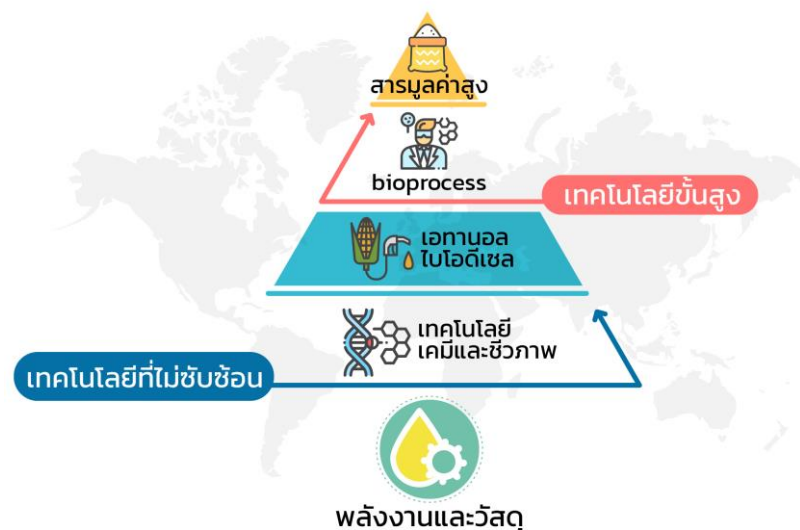 สารมูลค่าสูง
bioprocess
เทคโนโลยีขั้นสูง
เอทานอล
ไบโอดีเซล
เทคโนโลยี
เคมีและชีวภาพ
เทคโนโลยีที่ไม่ซับซ้อน
พลังงานและวัสดุ